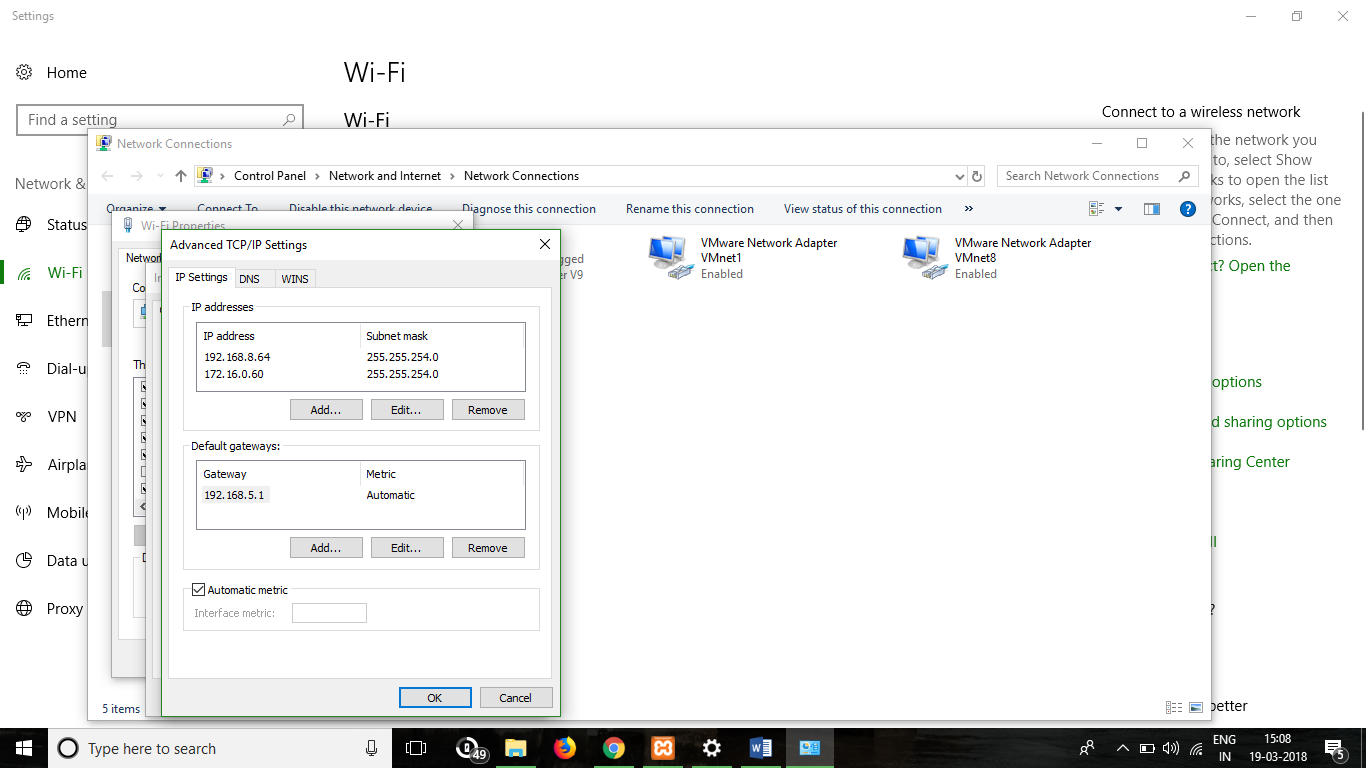 Settings
Home
Find a setting
Network &
Status
Wi-Fi
Ethern
Dial-u
VPN
Airpla
Mobile
Data u
Proxy
Wi-Fi
Wi-Fi
Connect to a wireless network
the network you
to, select Show
ks to open the list
works, select the one
Connect, and then
ctions.
ct? Open the
options
d sharing options
aring Center
ll
?
better
Network Connections
Control Panel > Network and Internet > Network Connections
Search Network Connections
Organize
Connect To
Disable this network device
Diagnose this connection
Rename this connection
View status of this connection
»
gged
er V9
VMware Network Adapter
VMnet1
Enabled
VMware Network Adapter
VMnet8
Enabled
5 items
Wi-Fi Properties
Network
Co
Th
Advanced TCP/IP Settings
IP Settings
DNS
WINS
IP addresses
IP address
Subnet mask
192.168.8.64
255.255.254.0
172.16.0.60
255.255.254.0
Add...
Edit...
Remove
Default gateways:
Gateway
Metric
192.168.5.1
Automatic
Add...
Edit...
Remove
Automatic metric
Interface metric:
OK
Cancel
Type here to search
49
ENG
IN
15:08
19-03-2018
5